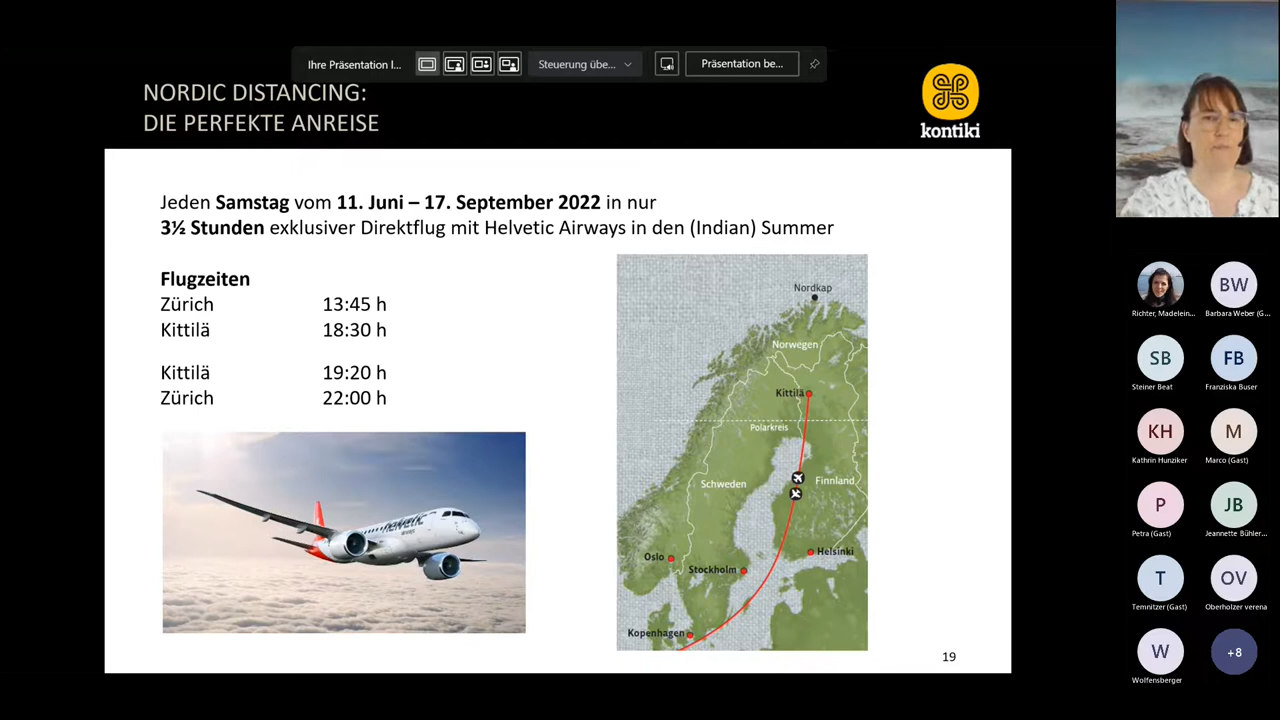 Ihre Präsentation I...
Steuerung übe...
Präsentation be...
NORDIC DISTANCING:
DIE PERFEKTE ANREISE
kontiki
Jeden Samstag vom 11. Juni – 17. September 2022 in nur
3½ Stunden exklusiver Direktflug mit Helvetic Airways in den (Indian) Summer
Flugzeiten
Zürich 13:45 h
Kittilä 18:30 h
Kittilä 19:20 h
Zürich 22:00 h
helvetic
Nordkap
Norwegen
Kittilä
Polarkreis
Schweden
Finnland
Oslo
Helsinki
Stockholm
Kopenhagen
19
Richter, Madelein...
BW
Barbara Weber (G...
SB
Steiner Beat
FB
Franziska Buser
KH
Kathrin Hunziker
M
Marco (Gast)
P
Petra (Gast)
JB
Jeannette Bühler...
T
Temnitzer (Gast)
OV
Oberholzer verena
W
Wolfensberger
+8